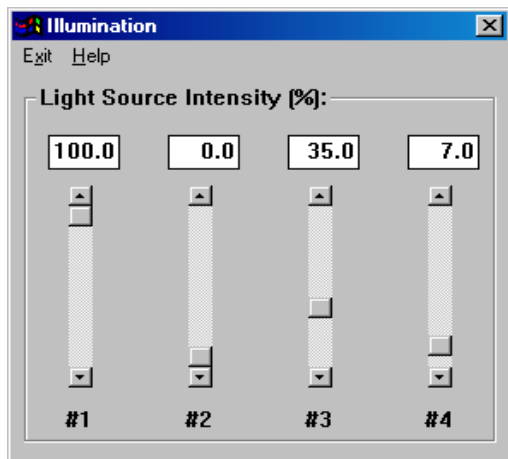 Illumination
Exit Help
Light Source Intensity (%):
100.0 0.0 35.0 7.0
#1 #2 #3 #4